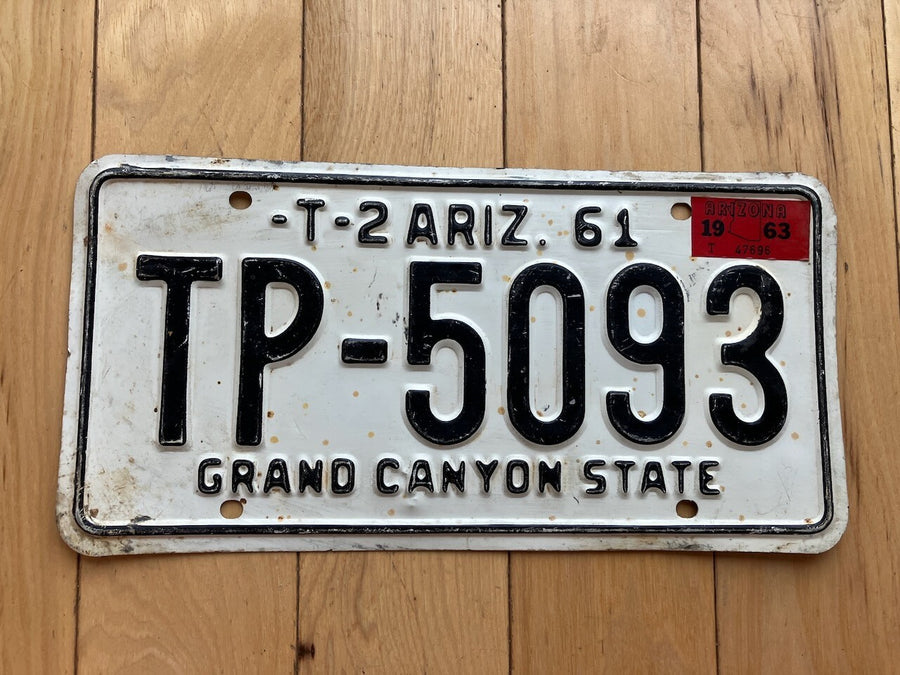 -T-2 ARIZ. 61
ARIZONA
19 63
T 47696
TP-5093
GRAND CANYON STATE